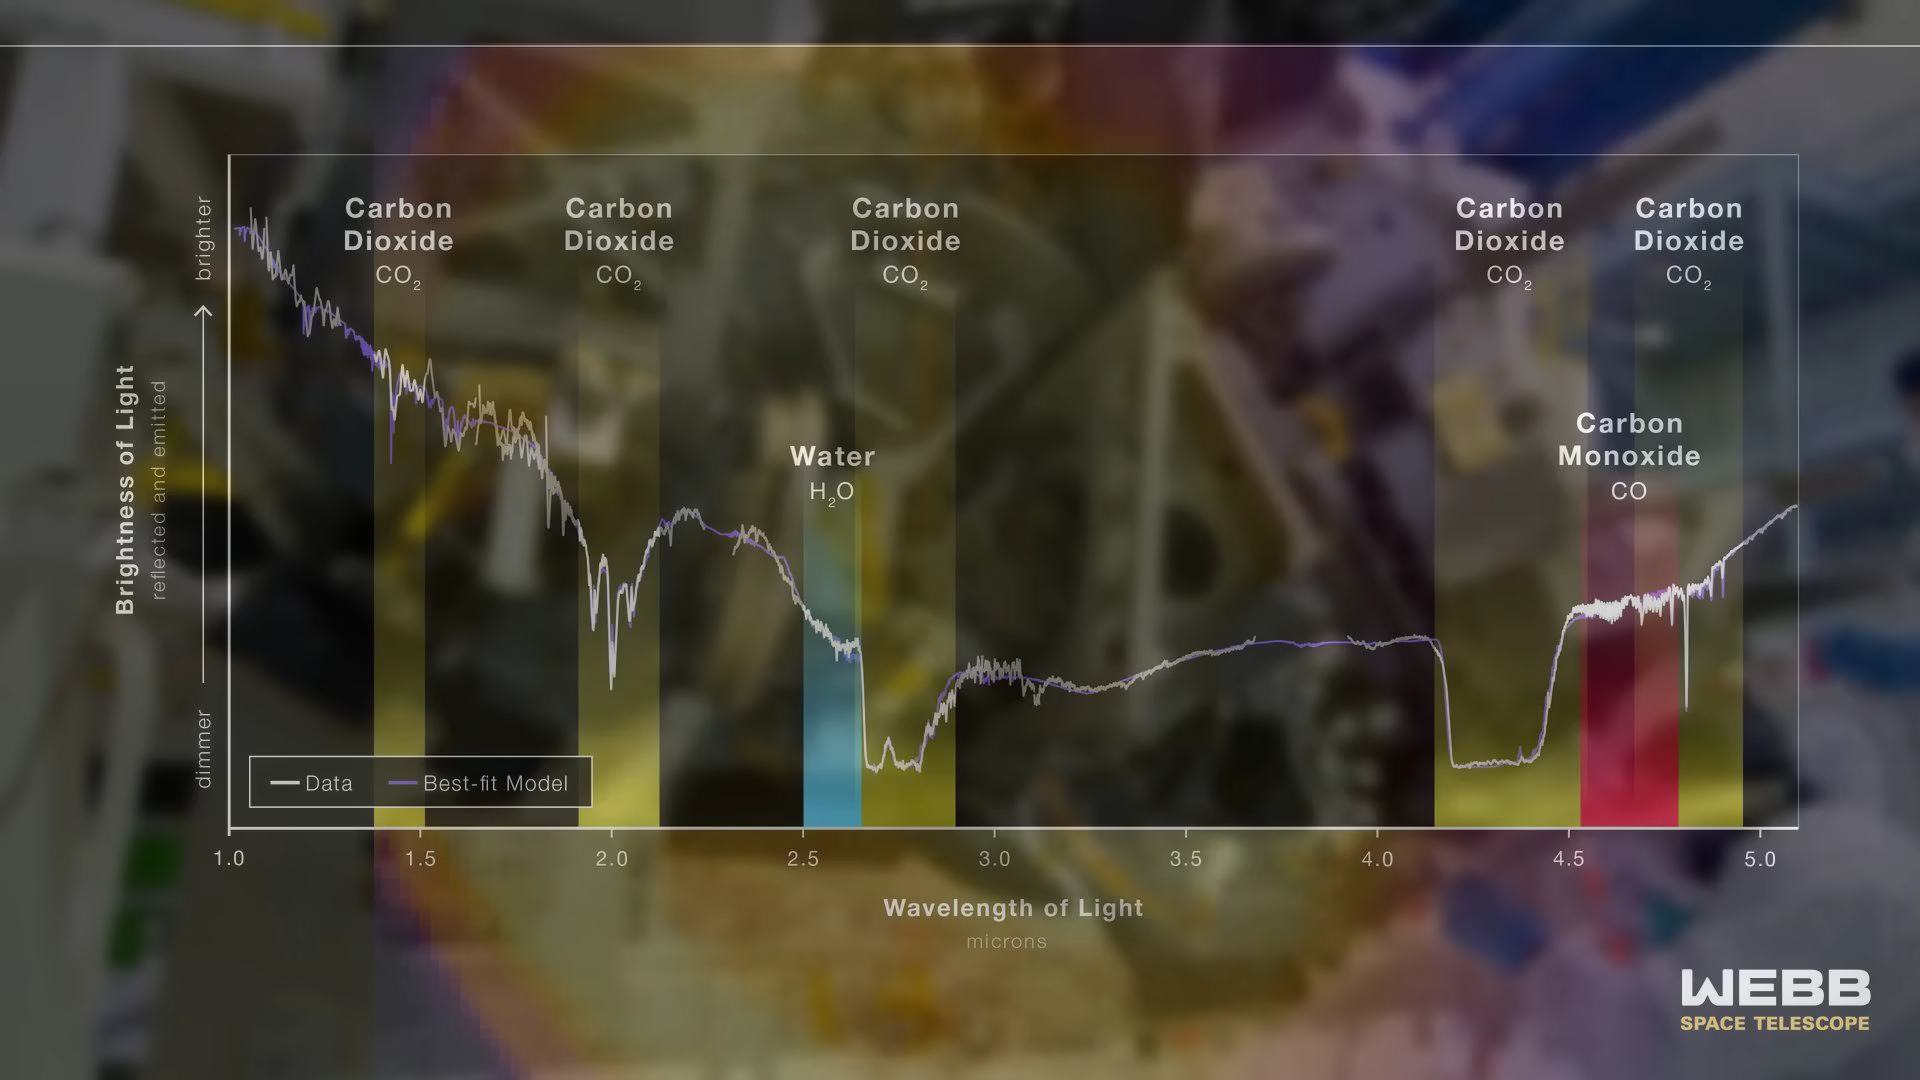 Carbon
Dioxide
CO₂
Carbon
Dioxide
CO₂
Carbon
Dioxide
CO₂
Carbon
Dioxide
CO₂
Carbon
Dioxide
CO₂
Water
H₂O
Carbon
Monoxide
CO
brighter
Brightness of Light
reflected and emitted
dimmer
Data
Best-fit Model
1.0
1.5
2.0
2.5
3.0
3.5
4.0
4.5
5.0
Wavelength of Light
microns
WEBB
SPACE TELESCOPE